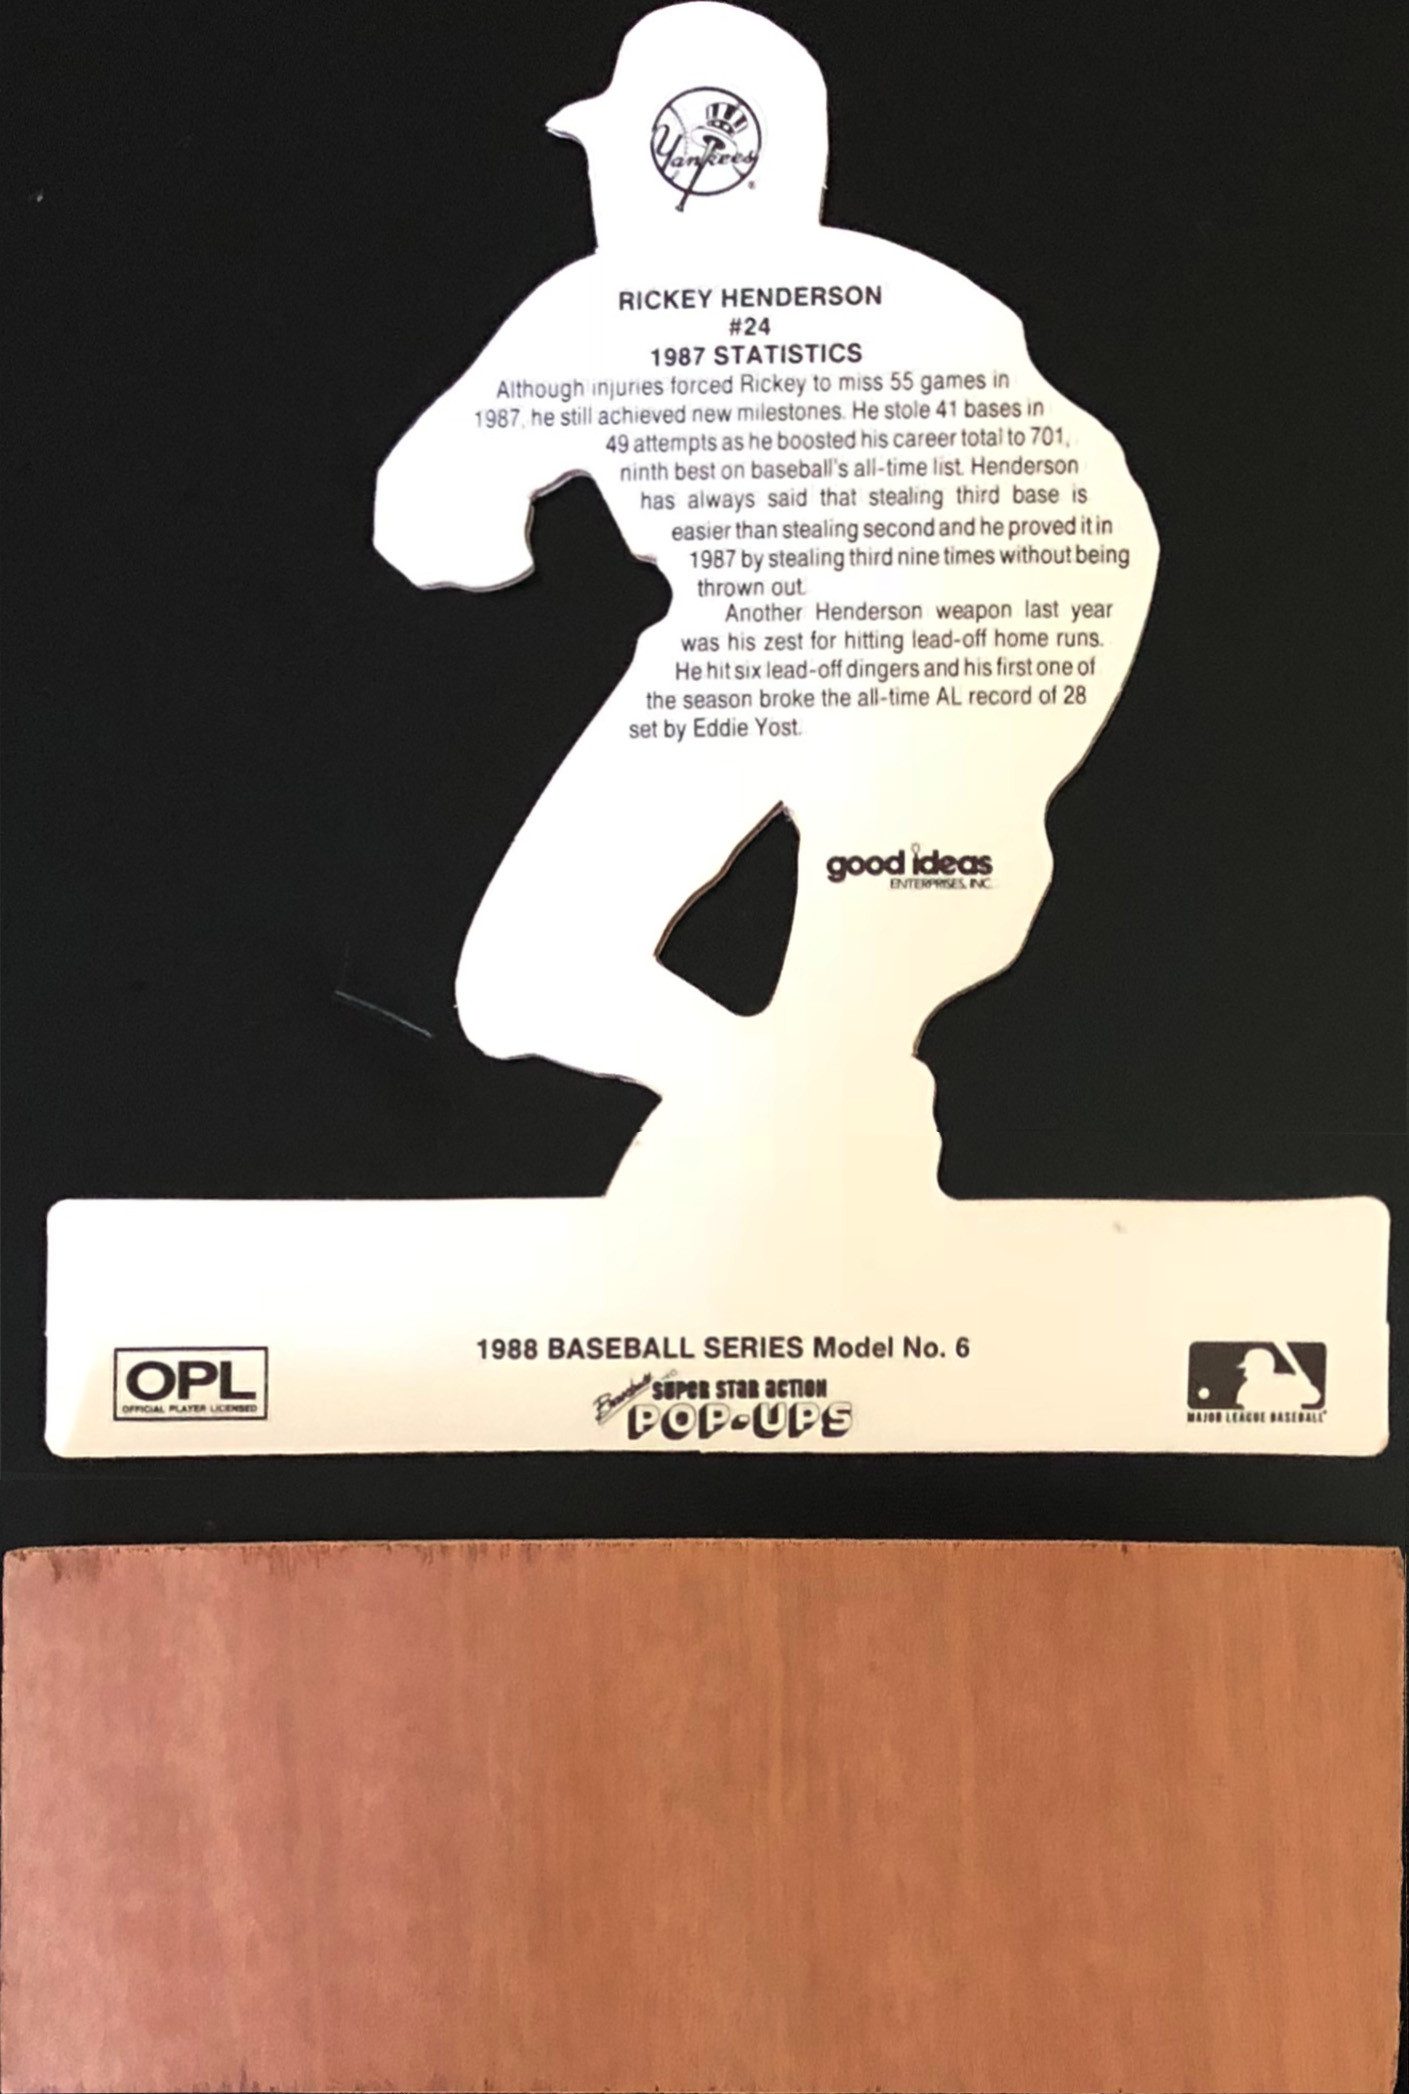 Yankees
RICKEY HENDERSON
#24
1987 STATISTICS
Although injuries forced Rickey to miss 55 games in
1987, he still achieved new milestones. He stole 41 bases in
49 attempts as he boosted his career total to 701,
ninth best on baseball's all-time list. Henderson
has always said that stealing third base is
easier than stealing second and he proved it in
1987 by stealing third nine times without being
thrown out.
Another Henderson weapon last year
was his zest for hitting lead-off home runs.
He hit six lead-off dingers and his first one of
the season broke the all-time AL record of 28
set by Eddie Yost.
good ideas
ENTERPRISES, INC.
1988 BASEBALL SERIES Model No. 6
OPL
OFFICIAL PLAYER LICENSED
Baseball SUPER STAR ACTION
POP-UPS
MAJOR LEAGUE BASEBALL